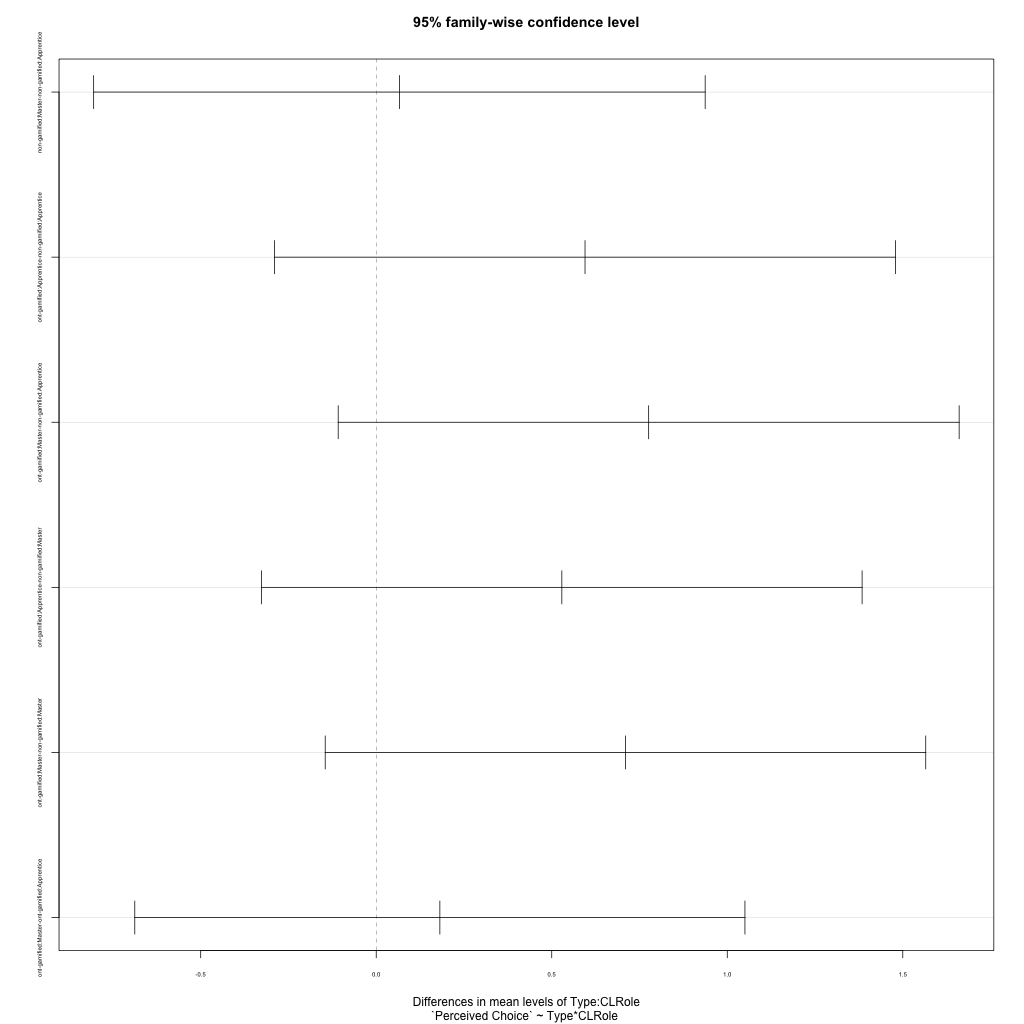 95% family-wise confidence level
non-gamified:Master-non-gamified:Apprentice
ont-gamified:Apprentice-non-gamified:Apprentice
ont-gamified:Master-non-gamified:Apprentice
ont-gamified:Apprentice-non-gamified:Master
ont-gamified:Master-non-gamified:Master
ont-gamified:Master-ont-gamified:Apprentice
-0.5 0.0 0.5 1.0 1.5
Differences in mean levels of Type:CLRole
`Perceived Choice` ~ Type*CLRole